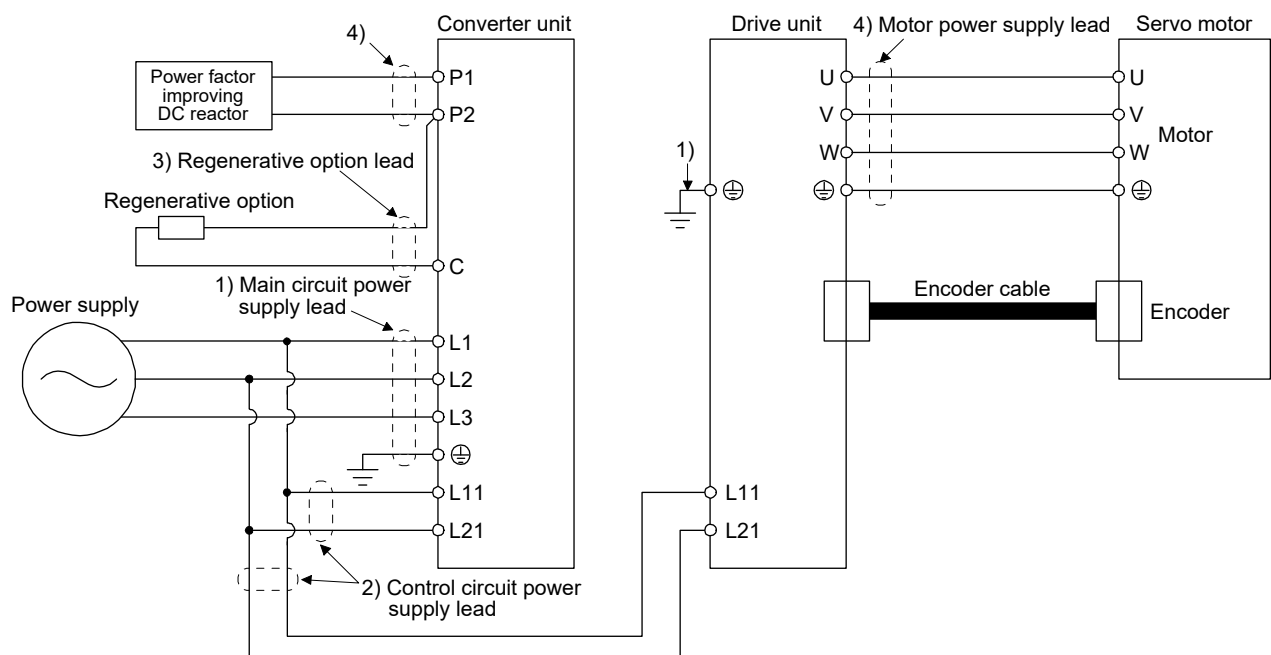 Converter unit
Drive unit
4) Motor power supply lead
Servo motor
4)
Power factor
improving
DC reactor
P1
P2
3) Regenerative option lead
Regenerative option
C
1) Main circuit power
supply lead
Power supply
L1
L2
L3
L11
L21
2) Control circuit power
supply lead
U
V
W
1)
L11
L21
Encoder cable
U
V
W
Motor
Encoder